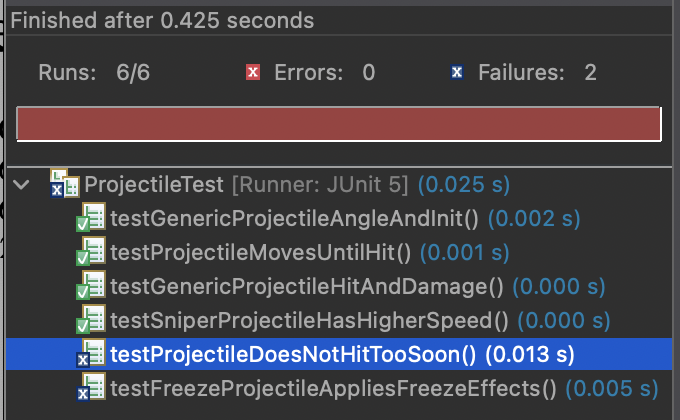 Finished after 0.425 seconds
Runs: 6/6 Errors: 0 Failures: 2
ProjectileTest [Runner: JUnit 5] (0.025 s)
testGenericProjectileAngleAndInit() (0.002 s)
testProjectileMovesUntilHit() (0.001 s)
testGenericProjectileHitAndDamage() (0.000 s)
testSniperProjectileHasHigherSpeed() (0.000 s)
testProjectileDoesNotHitTooSoon() (0.013 s)
testFreezeProjectileAppliesFreezeEffects() (0.005 s)